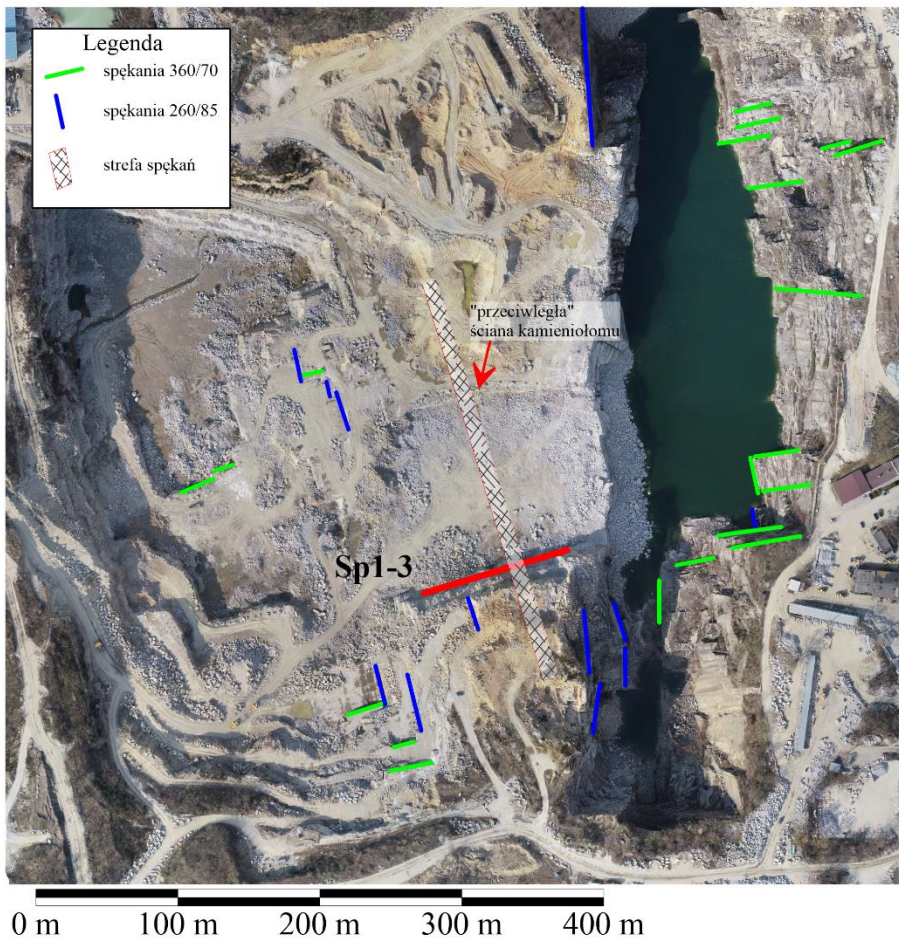 Legenda
spękania 360/70
spękania 260/85
strefa spękań
"przeciwległa"
ściana kamieniołomu
Sp1-3
0 m 100 m 200 m 300 m 400 m